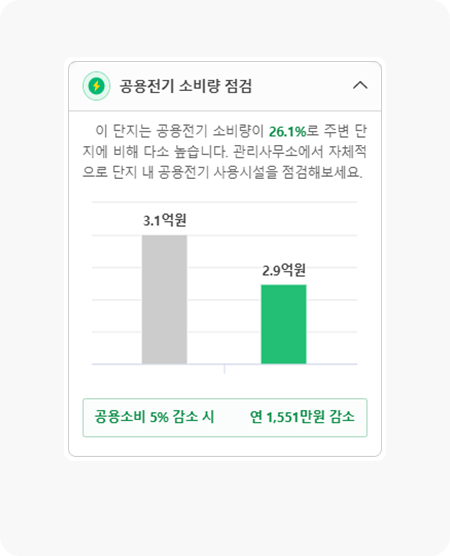 공용전기 소비량 점검
이 단지는 공용전기 소비량이 26.1%로 주변 단
지에 비해 다소 높습니다. 관리사무소에서 자체적
으로 단지 내 공용전기 사용시설을 점검해보세요.
3.1억원
2.9억원
공용소비 5% 감소 시 연 1,551만원 감소